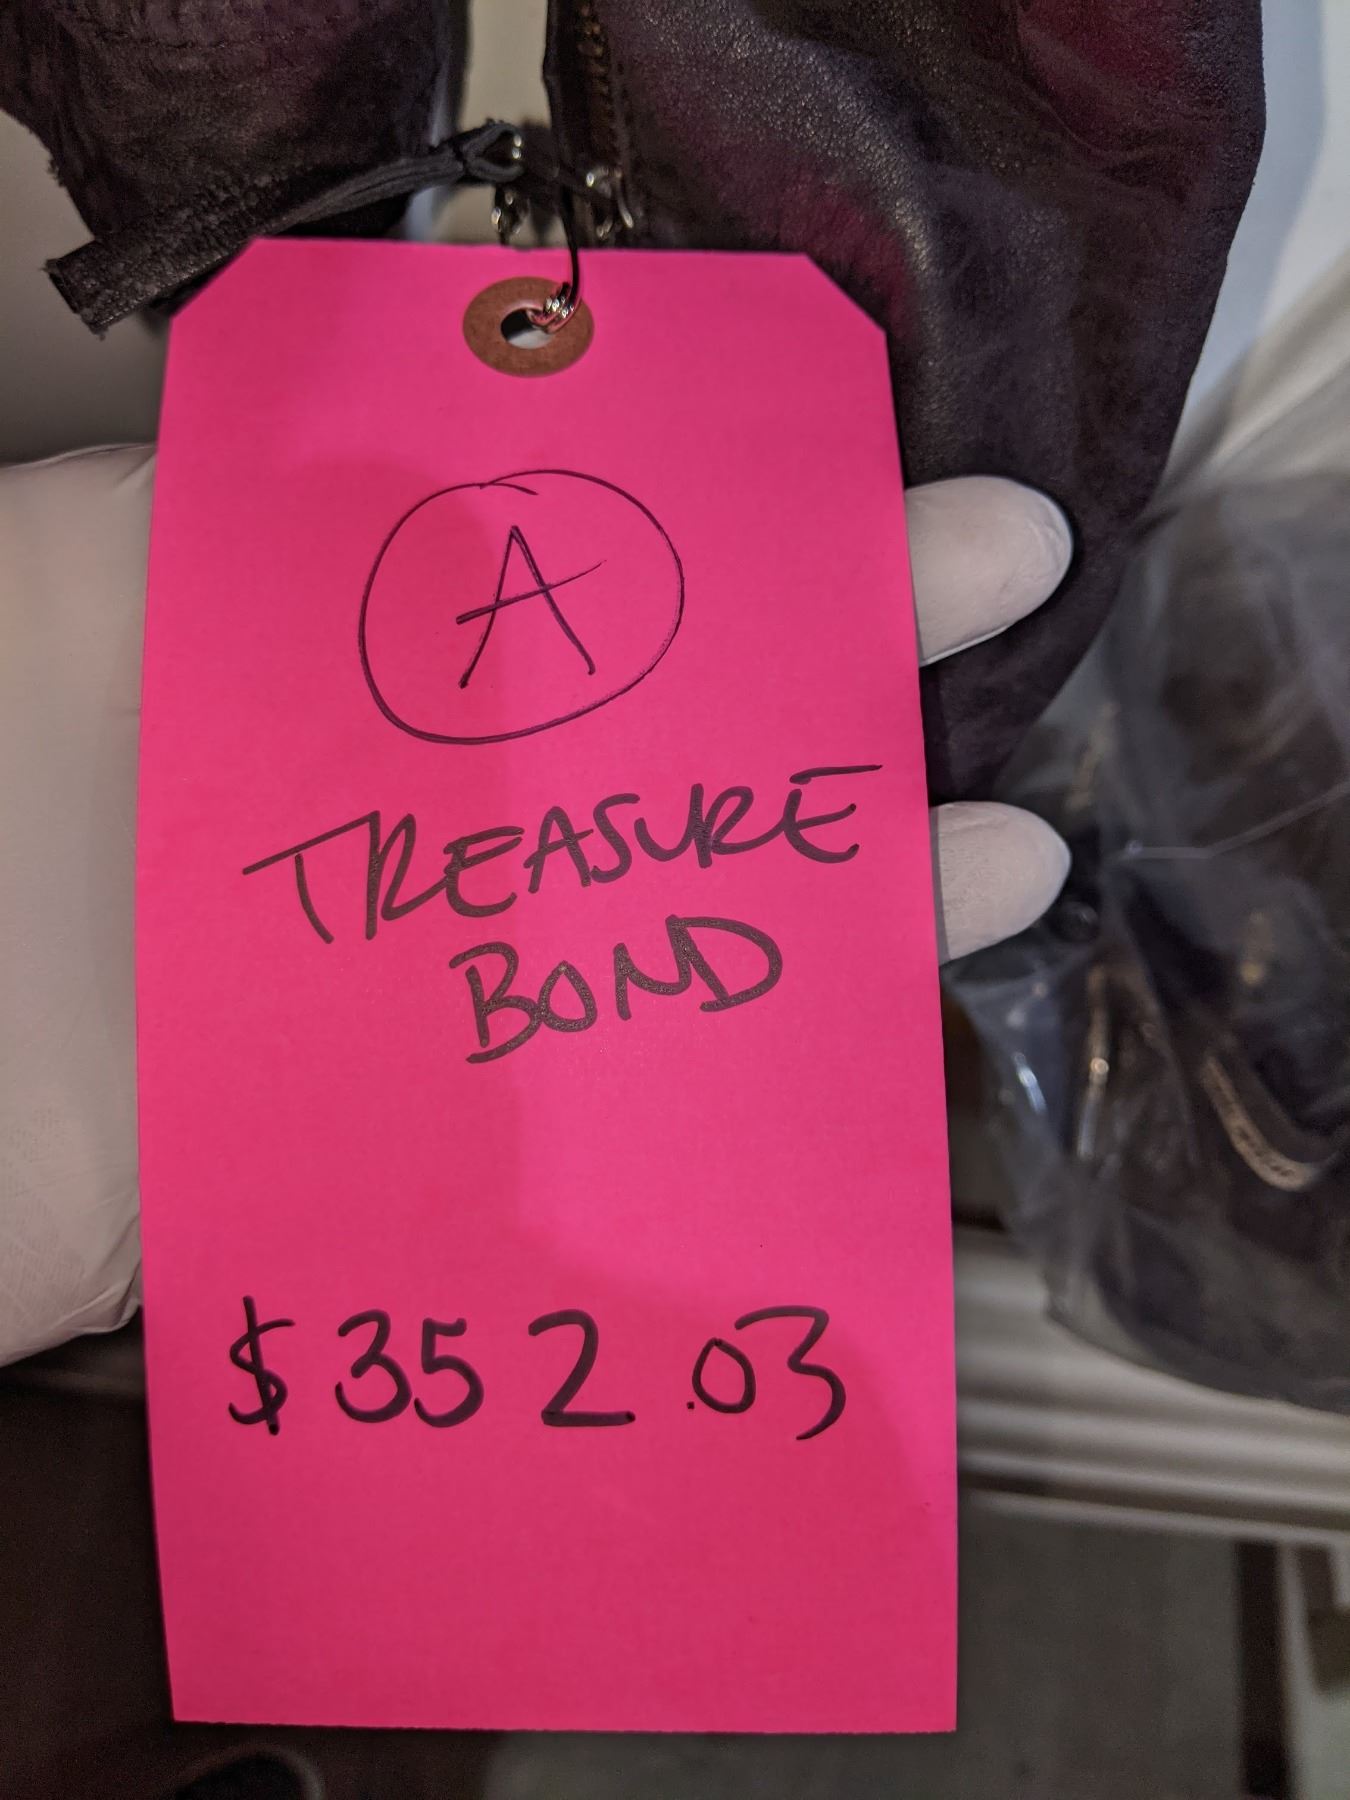 A
TREASURE
BOND
$352.03